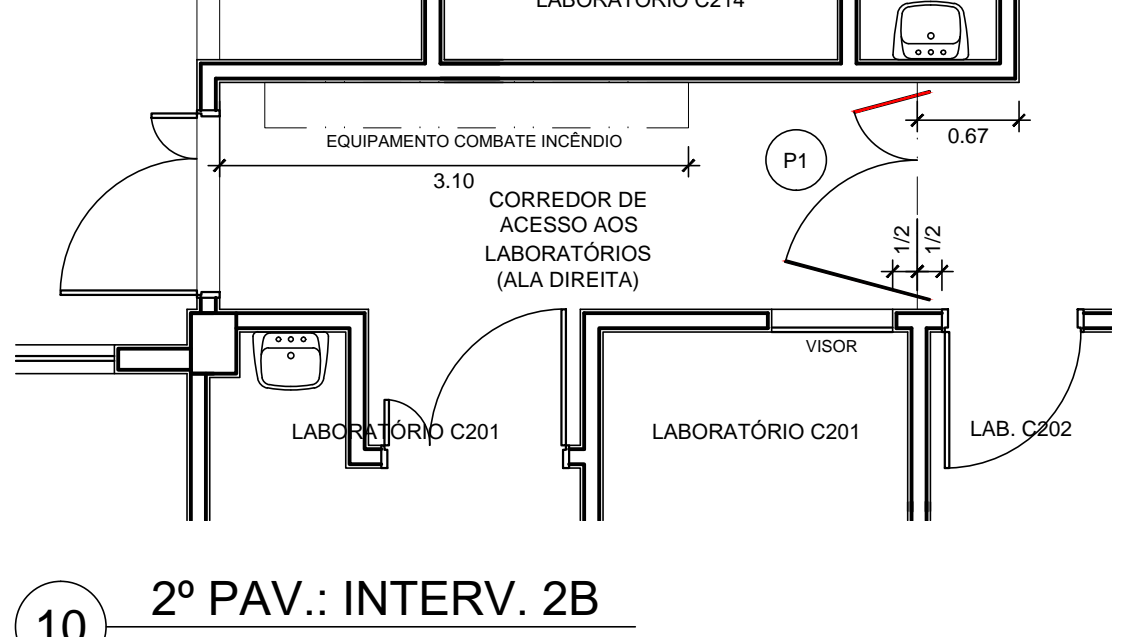 LABORATÓRIO C214
0.67
EQUIPAMENTO COMBATE INCÊNDIO
P1
3.10
CORREDOR DE
ACESSO AOS
LABORATÓRIOS
(ALA DIREITA)
1/2
1/2
VISOR
LABORATÓRIO C201
LABORATÓRIO C201
LAB. C202
2º PAV.: INTERV. 2B
10